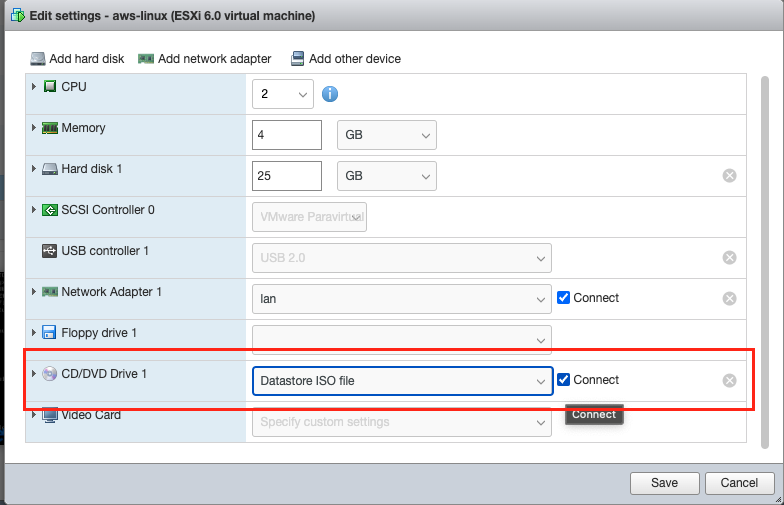 Edit settings - aws-linux (ESXi 6.0 virtual machine)
Add hard disk Add network adapter Add other device
CPU 2
Memory 4 GB
Hard disk 1 25 GB
SCSI Controller 0 VMware Paravirtual
USB controller 1 USB 2.0
Network Adapter 1 lan Connect
Floppy drive 1
CD/DVD Drive 1 Datastore ISO file Connect
Video Card Specify custom settings Connect
Save Cancel